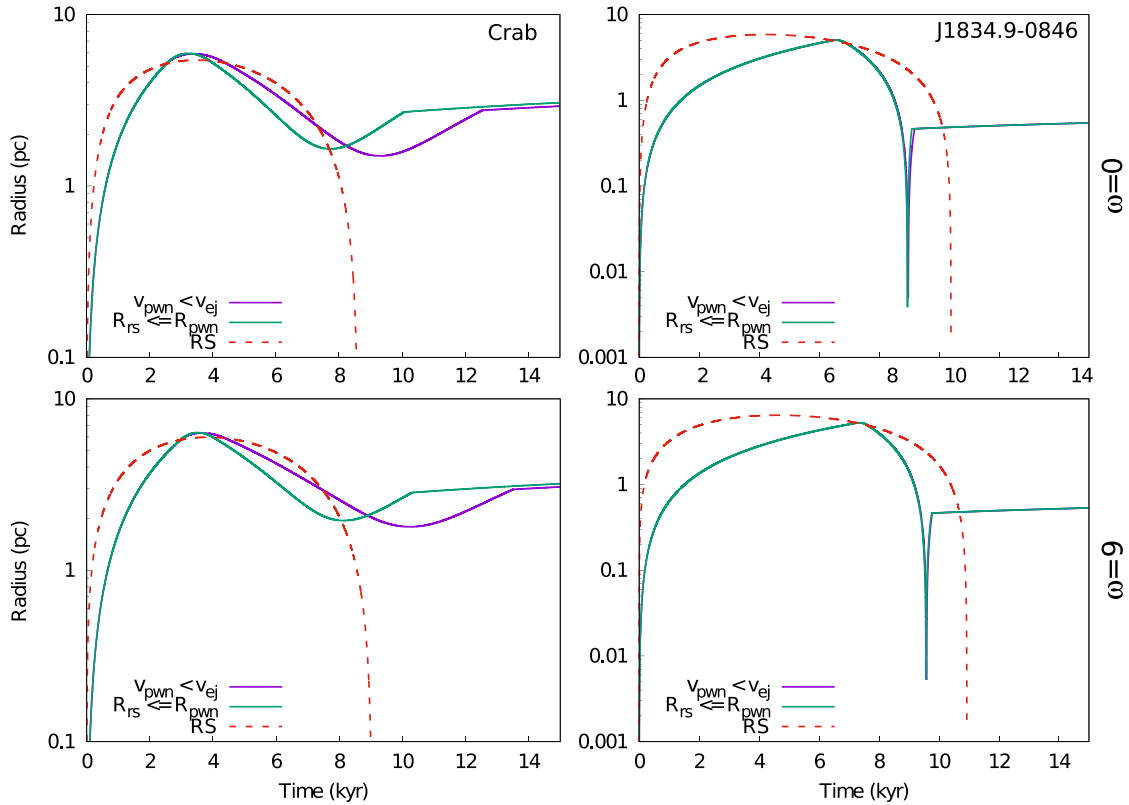 Crab
10
1
0.1
Radius (pc)
0 2 4 6 8 10 12 14
v_pwn < v_ej
R_rs <= R_pwn
RS
J1834.9-0846
10
1
0.1
0.01
0.001
0 2 4 6 8 10 12 14
v_pwn < v_ej
R_rs <= R_pwn
RS
ω=0
10
1
0.1
Radius (pc)
0 2 4 6 8 10 12 14
Time (kyr)
v_pwn < v_ej
R_rs <= R_pwn
RS
10
1
0.1
0.01
0.001
0 2 4 6 8 10 12 14
Time (kyr)
v_pwn < v_ej
R_rs <= R_pwn
RS
ω=9